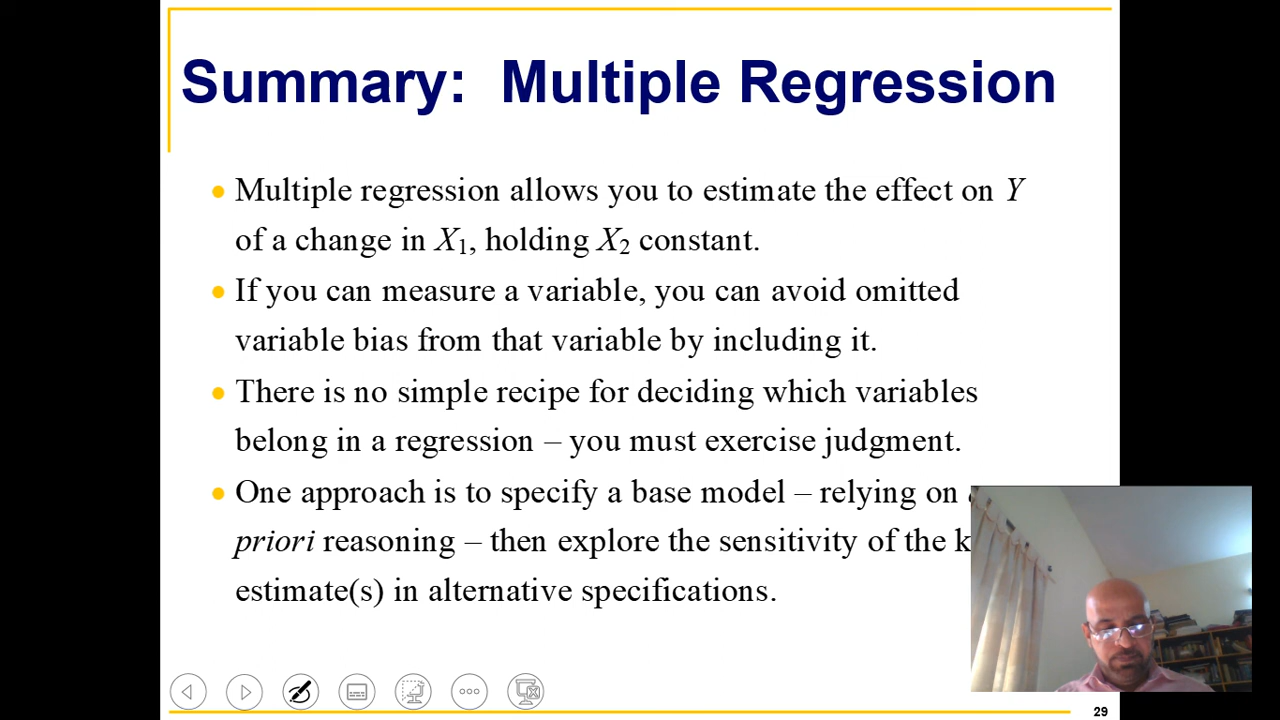 Summary: Multiple Regression
Multiple regression allows you to estimate the effect on Y
of a change in X1, holding X2 constant.
If you can measure a variable, you can avoid omitted
variable bias from that variable by including it.
There is no simple recipe for deciding which variables
belong in a regression – you must exercise judgment.
One approach is to specify a base model – relying on
priori reasoning – then explore the sensitivity of the
estimate(s) in alternative specifications.
29